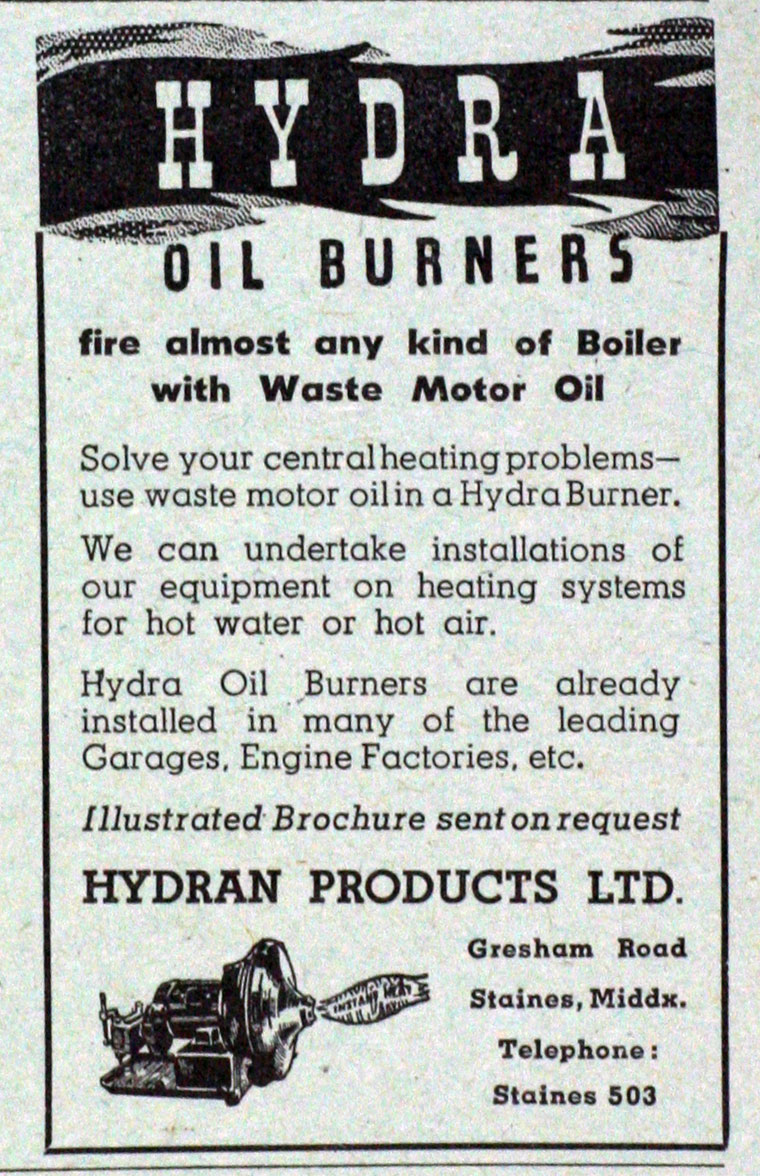 HYDRA
OIL BURNERS
fire almost any kind of Boiler
with Waste Motor Oil
Solve your central heating problems—
use waste motor oil in a Hydra Burner.
We can undertake installations of
our equipment on heating systems
for hot water or hot air.
Hydra Oil Burners are already
installed in many of the leading
Garages, Engine Factories, etc.
Illustrated Brochure sent on request
HYDRAN PRODUCTS LTD.
INSTANT HEAT
Gresham Road
Staines, Middx.
Telephone:
Staines 503